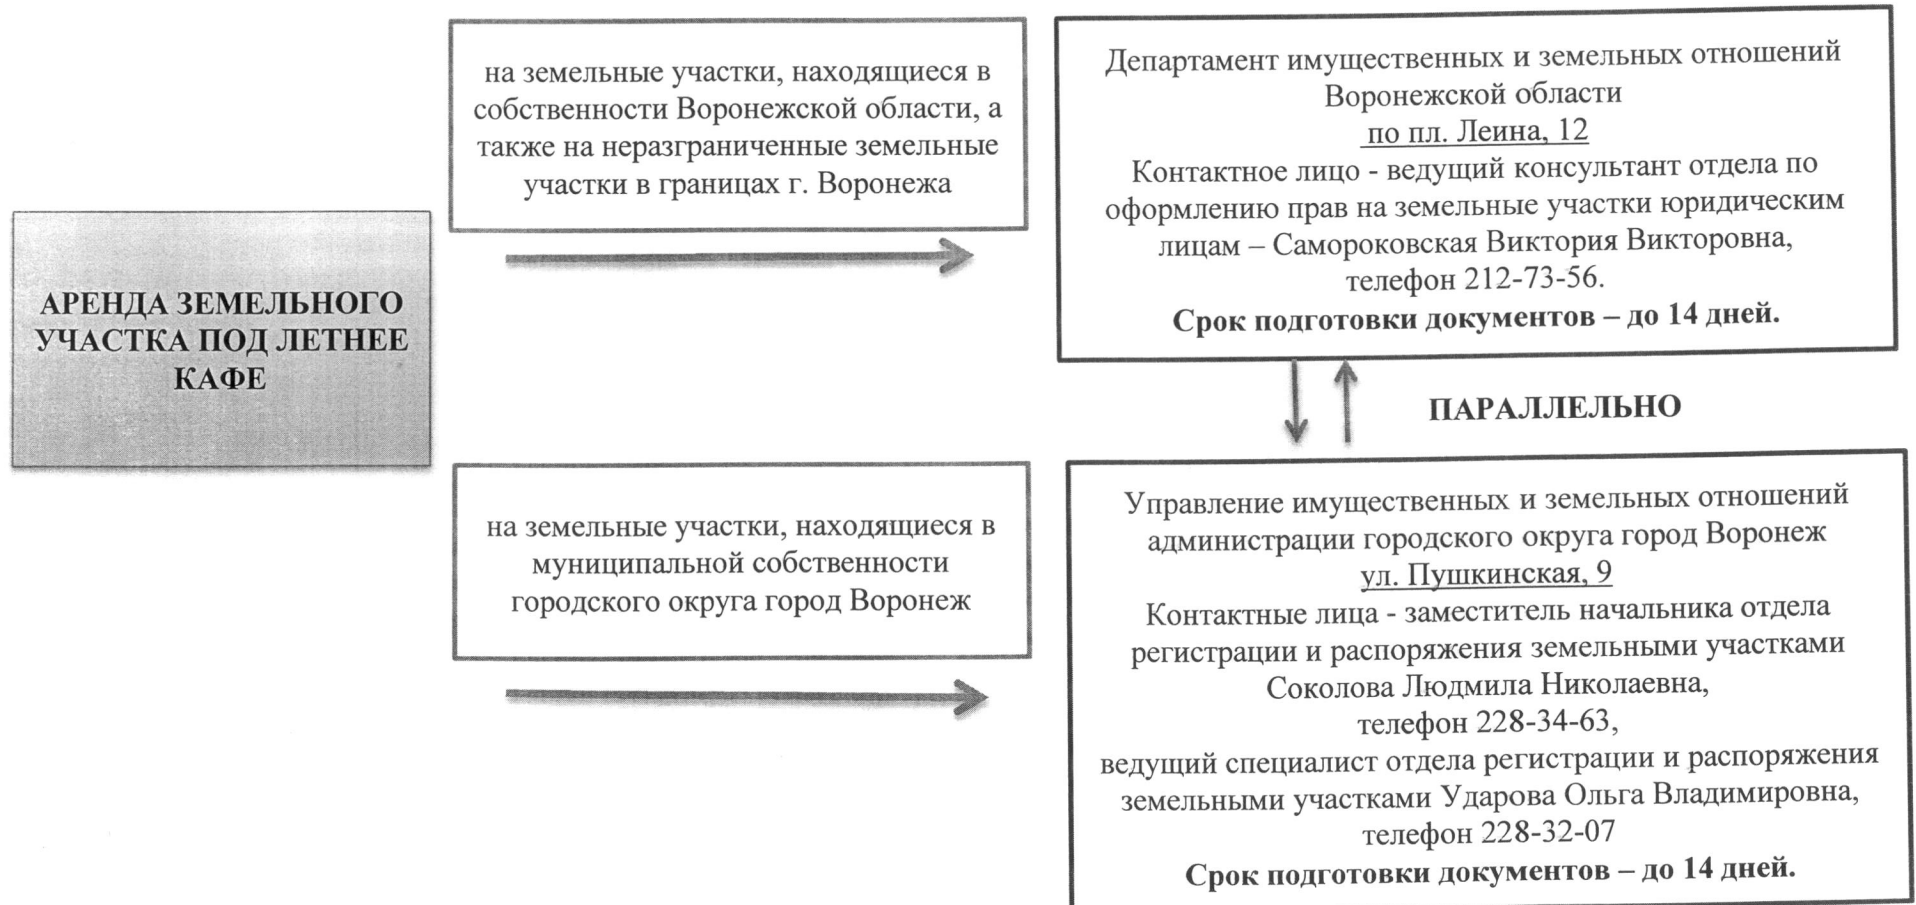 АРЕНДА ЗЕМЕЛЬНОГО
УЧАСТКА ПОД ЛЕТНЕЕ
КАФЕ
на земельные участки, находящиеся в
собственности Воронежской области, а
также на неразграниченные земельные
участки в границах г. Воронежа
Департамент имущественных и земельных отношений
Воронежской области
по пл. Леина, 12
Контактное лицо - ведущий консультант отдела по
оформлению прав на земельные участки юридическим
лицам – Самороковская Виктория Викторовна,
телефон 212-73-56.
Срок подготовки документов – до 14 дней.
ПАРАЛЛЕЛЬНО
на земельные участки, находящиеся в
муниципальной собственности
городского округа город Воронеж
Управление имущественных и земельных отношений
администрации городского округа город Воронеж
ул. Пушкинская, 9
Контактные лица - заместитель начальника отдела
регистрации и распоряжения земельными участками
Соколова Людмила Николаевна,
телефон 228-34-63,
ведущий специалист отдела регистрации и распоряжения
земельными участками Ударова Ольга Владимировна,
телефон 228-32-07
Срок подготовки документов – до 14 дней.